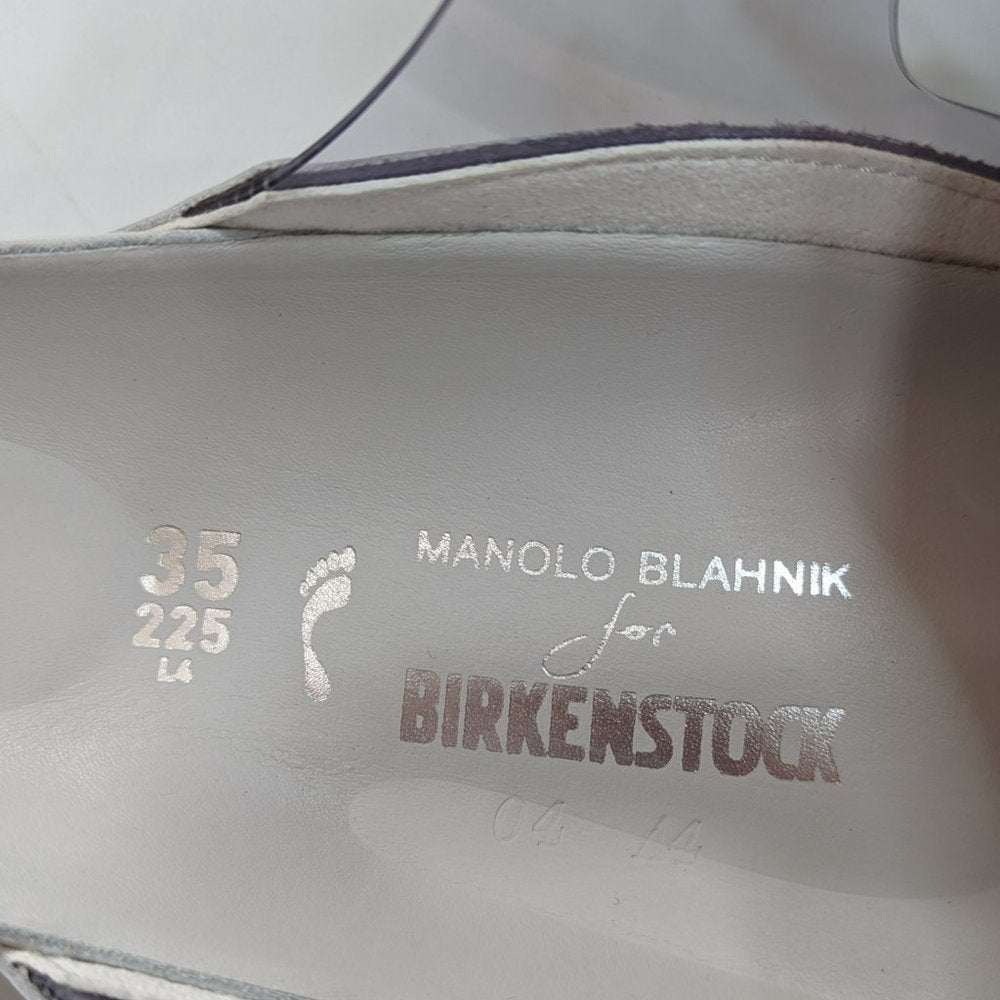 35
225
L4
MANOLO BLAHNIK
for
BIRKENSTOCK
04 14